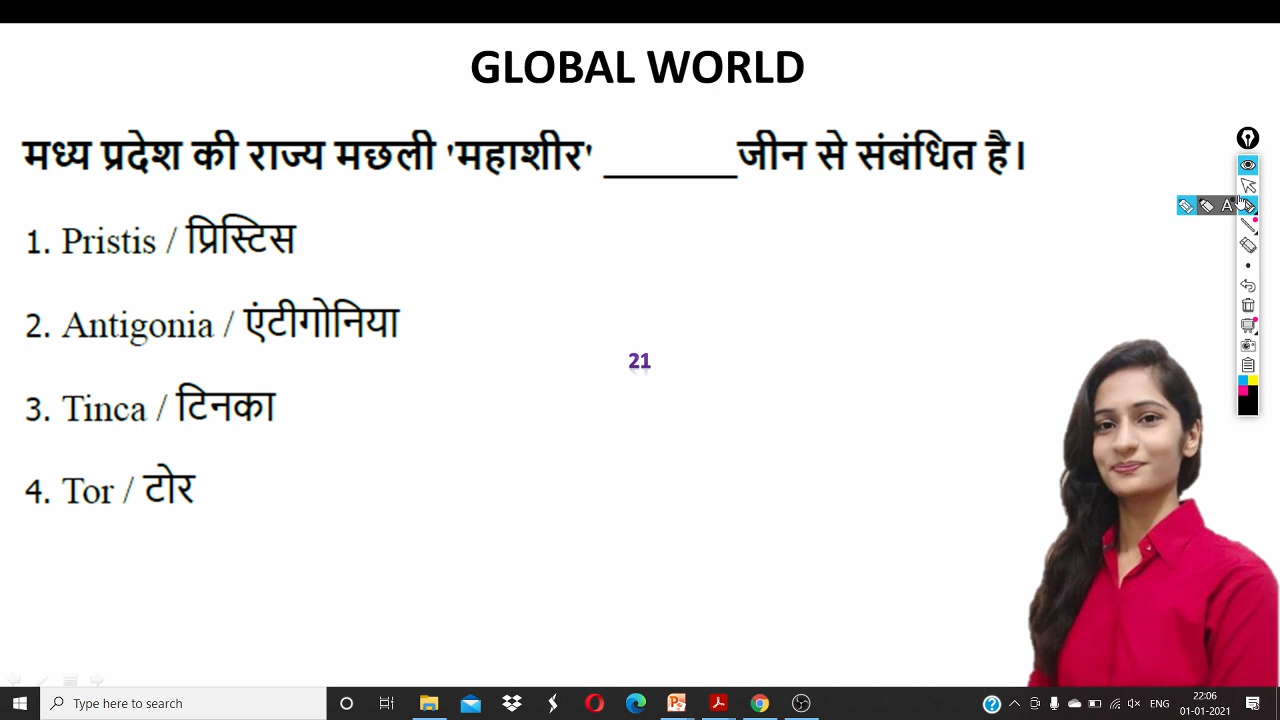 GLOBAL WORLD
मध्य प्रदेश की राज्य मछली 'महाशीर' _______जीन से संबंधित है।
1. Pristis / प्रिस्टिस
2. Antigonia / एंटीगोनिया
21
3. Tinca / टिनका
4. Tor / टोर
A
Type here to search
ENG
22:06
01-01-2021